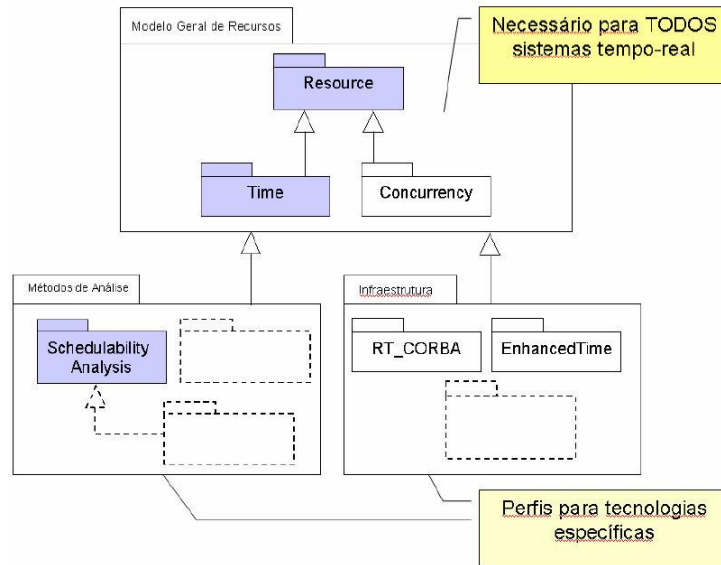 Modelo Geral de Recursos
Necessário para TODOS
sistemas tempo-real
Resource
Time
Concurrency
Métodos de Análise
Schedulability
Analysis
Infraestrutura
RT_CORBA
EnhancedTime
Perfis para tecnologias
específicas